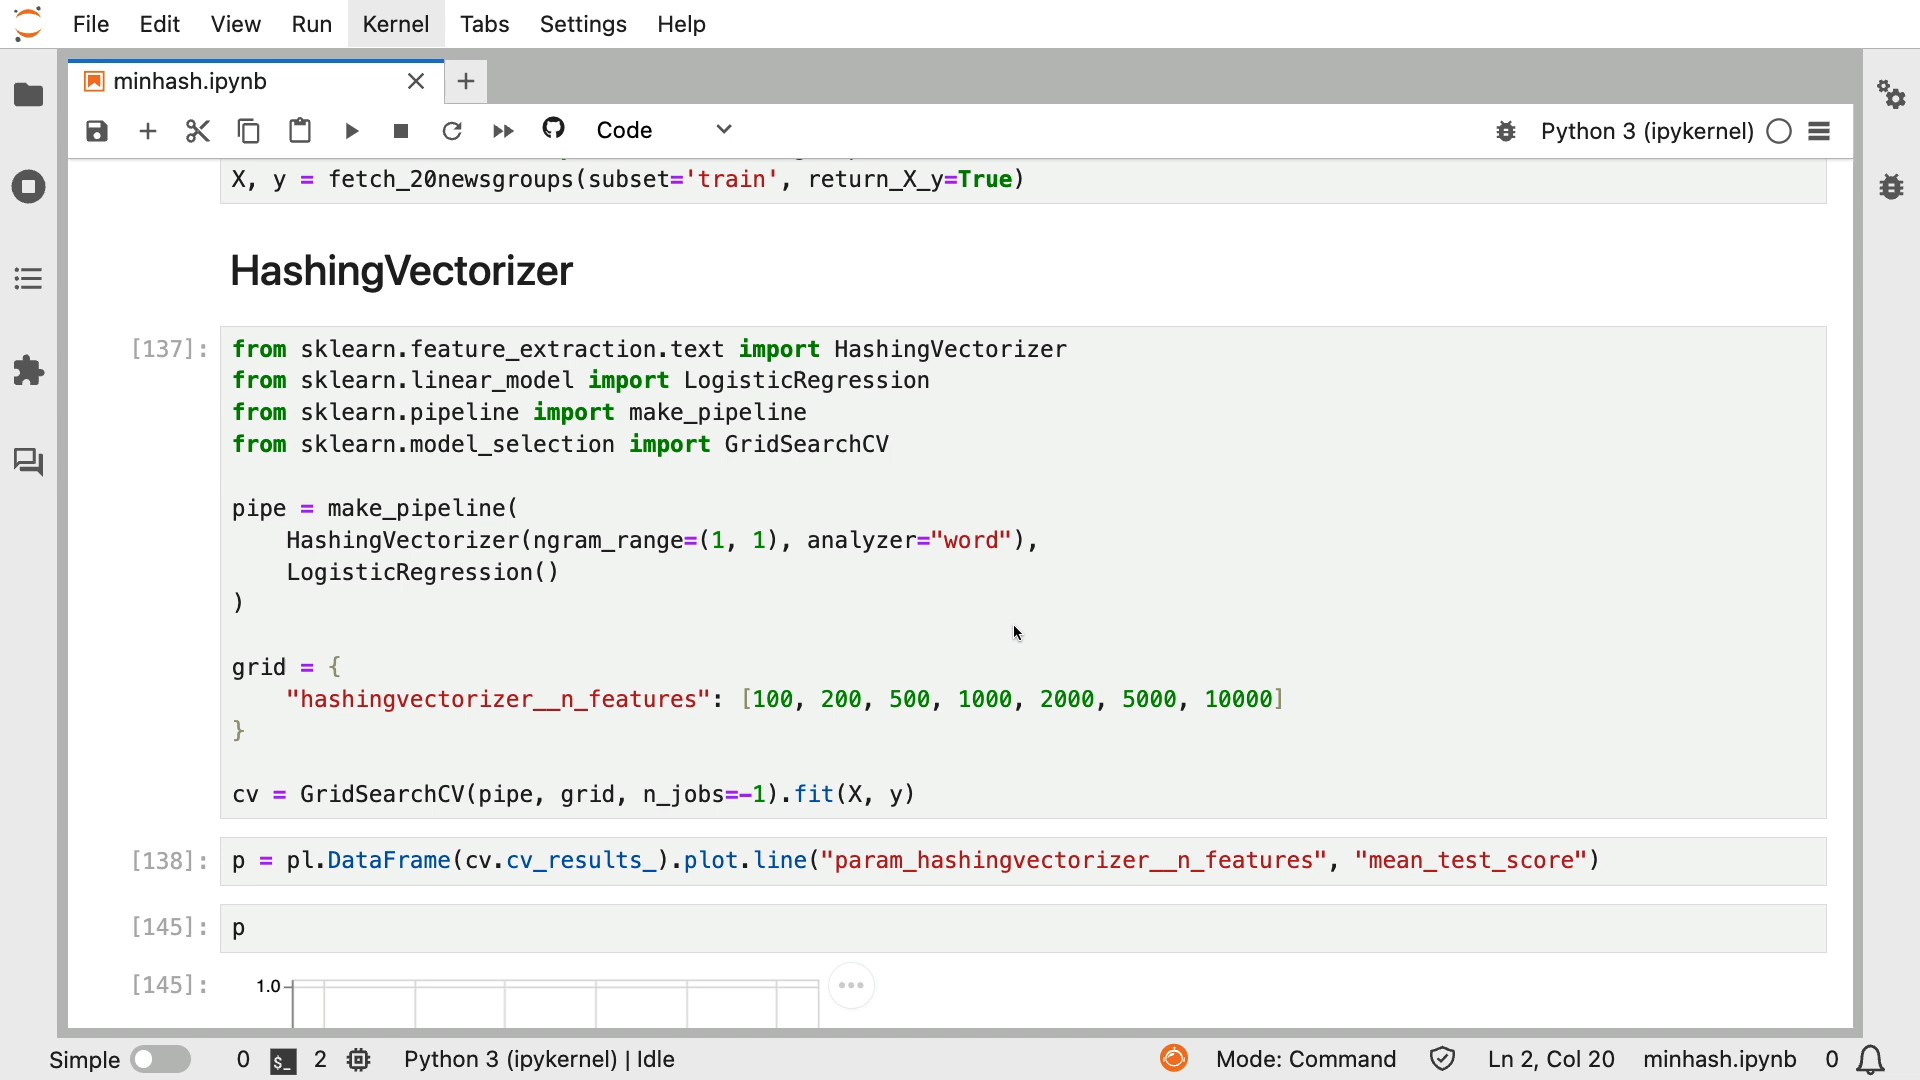 File Edit View Run Kernel Tabs Settings Help
minhash.ipynb
Code
Python 3 (ipykernel)
X, y = fetch_20newsgroups(subset='train', return_X_y=True)
HashingVectorizer
[137]:
from sklearn.feature_extraction.text import HashingVectorizer
from sklearn.linear_model import LogisticRegression
from sklearn.pipeline import make_pipeline
from sklearn.model_selection import GridSearchCV
pipe = make_pipeline(
    HashingVectorizer(ngram_range=(1, 1), analyzer="word"),
    LogisticRegression()
)
grid = {
    "hashingvectorizer__n_features": [100, 200, 500, 1000, 2000, 5000, 10000]
}
cv = GridSearchCV(pipe, grid, n_jobs=-1).fit(X, y)
[138]: p = pl.DataFrame(cv.cv_results_).plot.line("param_hashingvectorizer__n_features", "mean_test_score")
[145]: p
[145]: 1.0
Simple 0 $_ 2 Python 3 (ipykernel) | Idle Mode: Command Ln 2, Col 20 minhash.ipynb 0